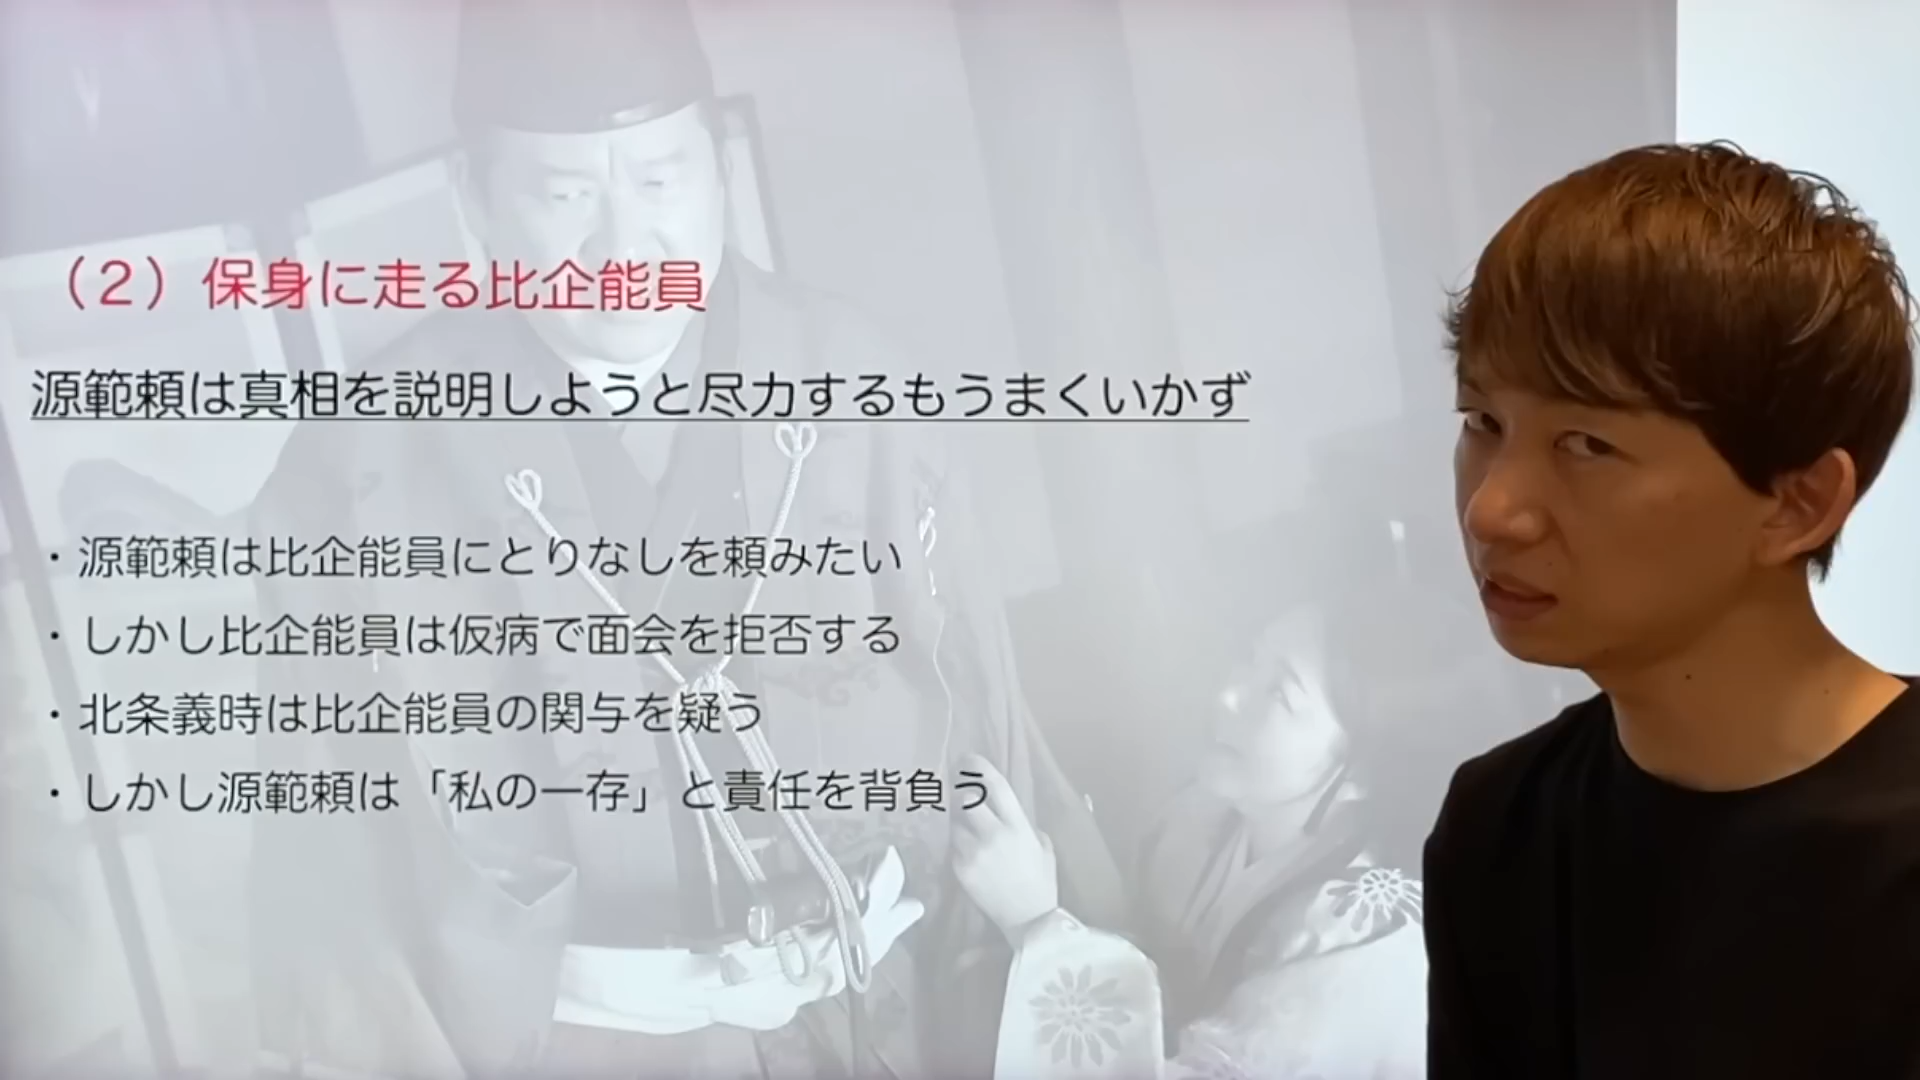 （２）保身に走る比企能員
源範頼は真相を説明しようと尽力するもうまくいかず
・源範頼は比企能員にとりなしを頼みたい
・しかし比企能員は仮病で面会を拒否する
・北条義時は比企能員の関与を疑う
・しかし源範頼は「私の一存」と責任を背負う